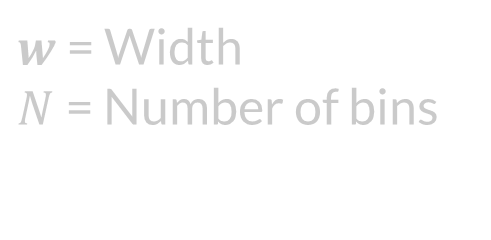 w = Width
N = Number of bins